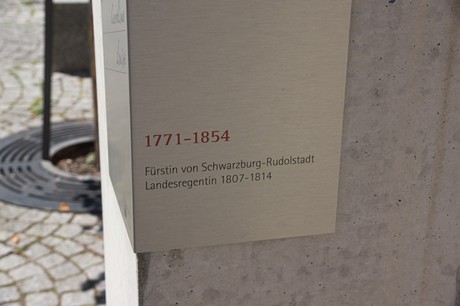 1771–1854
Fürstin von Schwarzburg-Rudolstadt
Landesregentin 1807-1814